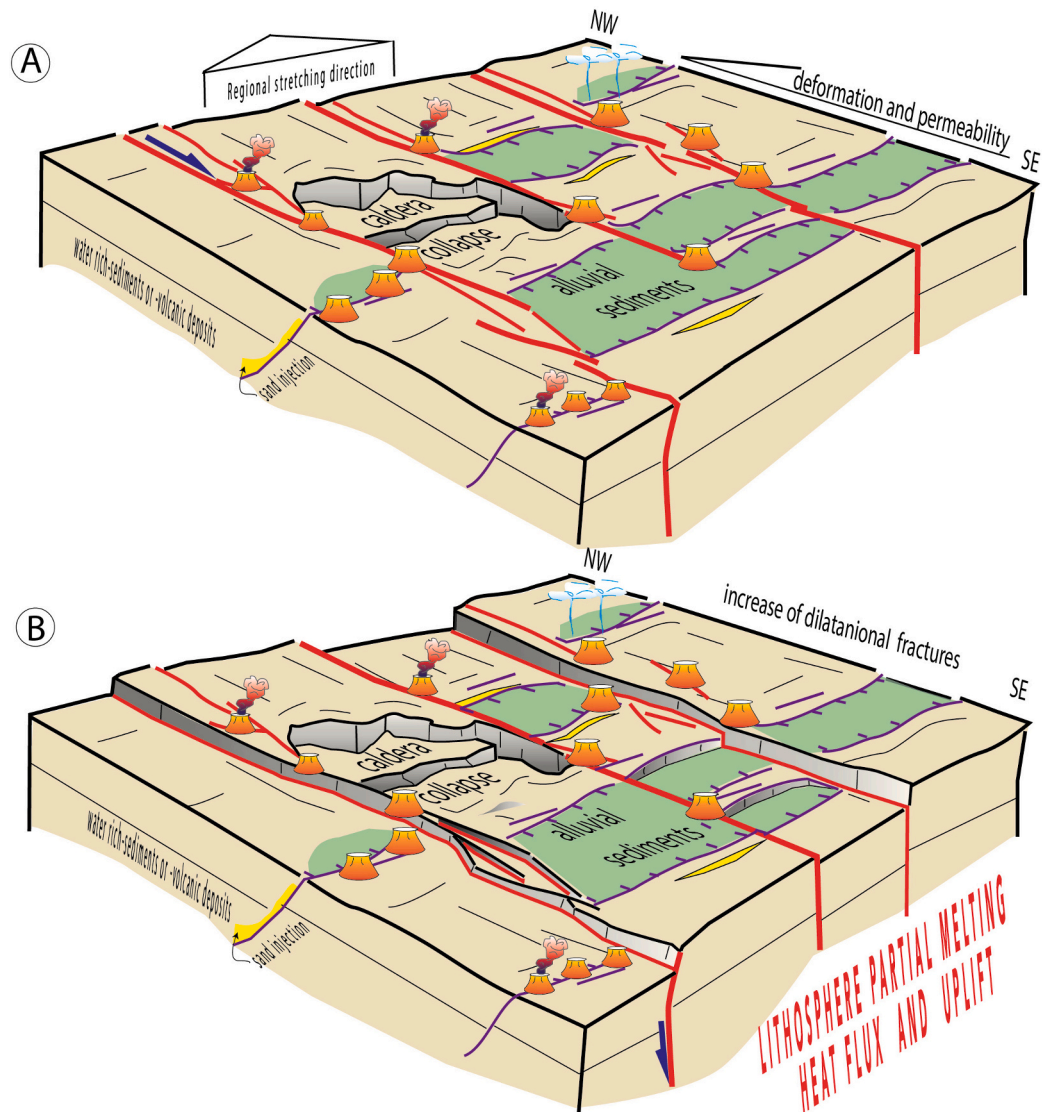 A
NW
Regional stretching direction
deformation and permeability
SE
caldera
collapse
water rich-sediments or -volcanic deposits
alluvial
sediments
sand injection
B
NW
increase of dilatanional fractures
SE
caldera
collapse
water rich-sediments or -volcanic deposits
alluvial
sediments
sand injection
LITHOSPHERE PARTIAL MELTING
HEAT FLUX AND UPLIFT